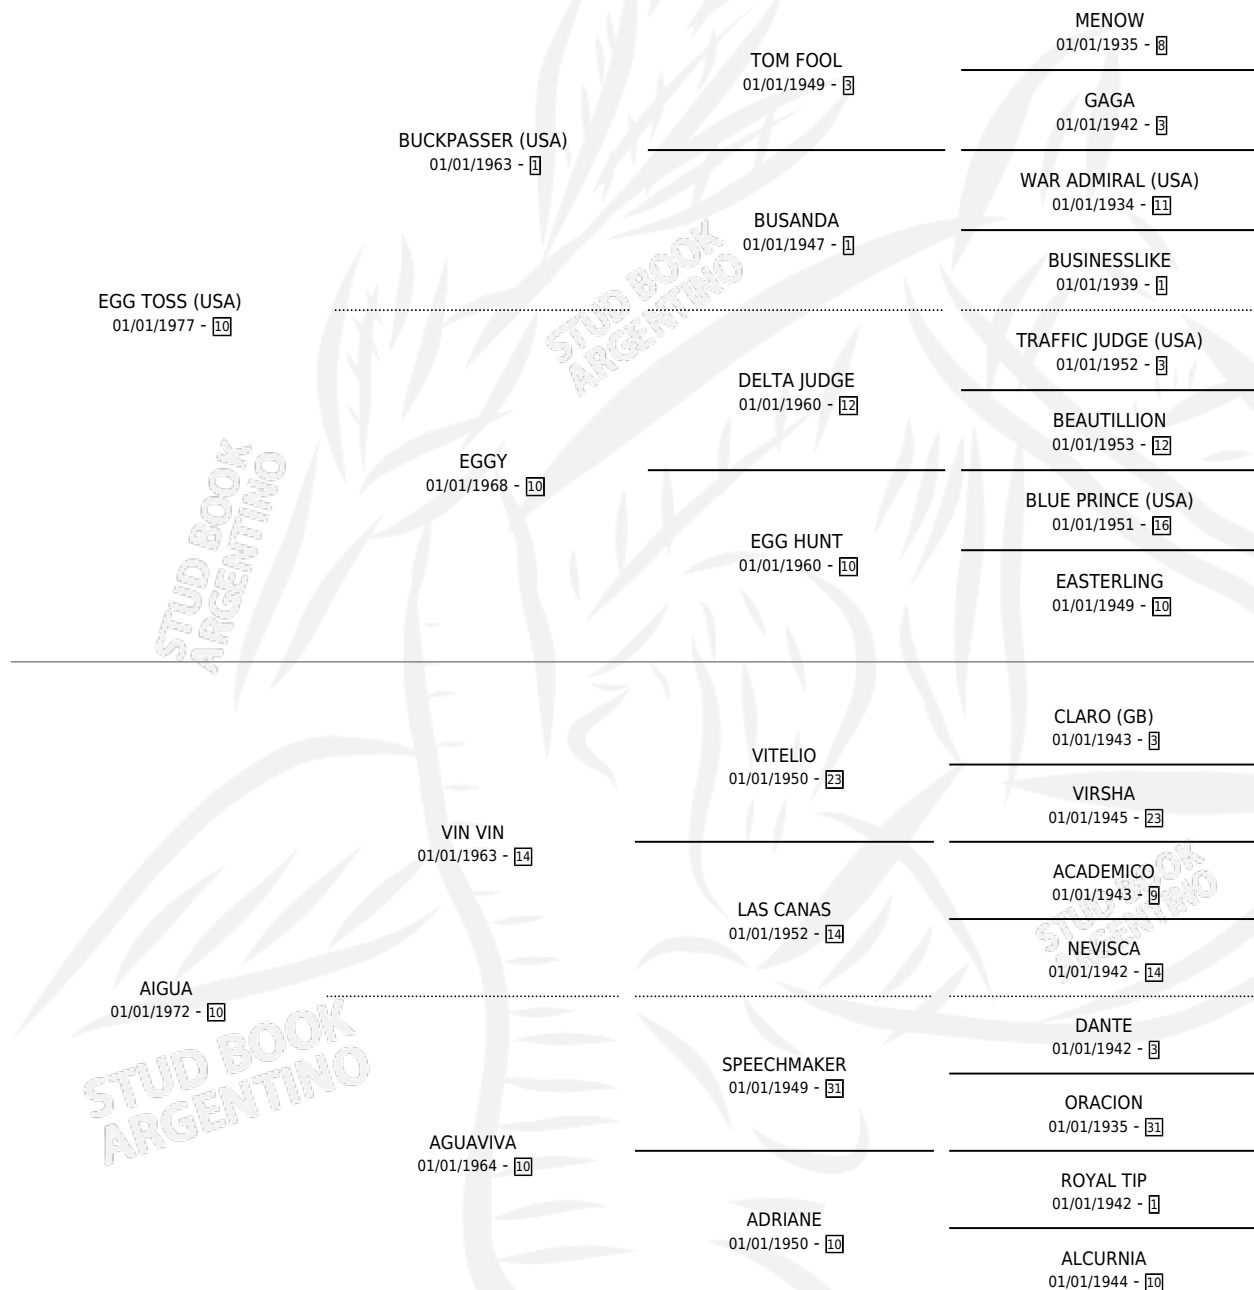 MENOW
01/01/1935 - 8
TOM FOOL
01/01/1949 - 3
GAGA
01/01/1942 - 3
BUCKPASSER (USA)
01/01/1963 - 1
WAR ADMIRAL (USA)
01/01/1934 - 11
BUSANDA
01/01/1947 - 1
BUSINESSLIKE
01/01/1939 - 1
EGG TOSS (USA)
01/01/1977 - 10
TRAFFIC JUDGE (USA)
01/01/1952 - 3
DELTA JUDGE
01/01/1960 - 12
BEAUTILLION
01/01/1953 - 12
EGGY
01/01/1968 - 10
BLUE PRINCE (USA)
01/01/1951 - 16
EGG HUNT
01/01/1960 - 10
EASTERLING
01/01/1949 - 10
CLARO (GB)
01/01/1943 - 3
VITELIO
01/01/1950 - 23
VIRSHA
01/01/1945 - 23
VIN VIN
01/01/1963 - 14
ACADEMICO
01/01/1943 - 9
LAS CANAS
01/01/1952 - 14
NEVISCA
01/01/1942 - 14
AIGUA
01/01/1972 - 10
DANTE
01/01/1942 - 3
SPEECHMAKER
01/01/1949 - 31
ORACION
01/01/1935 - 31
AGUAVIVA
01/01/1964 - 10
ROYAL TIP
01/01/1942 - 1
ADRIANE
01/01/1950 - 10
ALCURNIA
01/01/1944 - 10
STUD BOOK
ARGENTINO
STUD BOOK
ARGENTINO
STUD BOOK
ARGENTINO
STUD BOOK
ARGENTINO